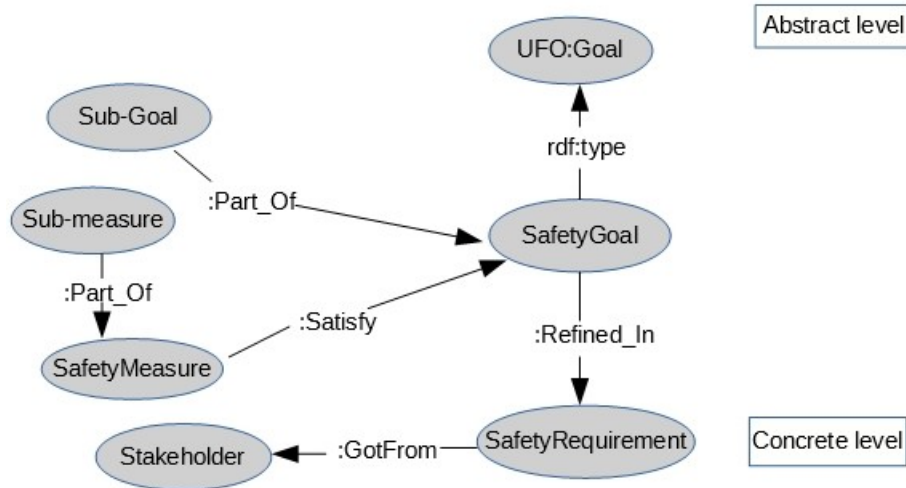 Abstract level
UFO:Goal
Sub-Goal
rdf:type
:Part_Of
Sub-measure
SafetyGoal
:Part_Of
:Satisfy
:Refined_In
SafetyMeasure
Stakeholder
:GotFrom
SafetyRequirement
Concrete level